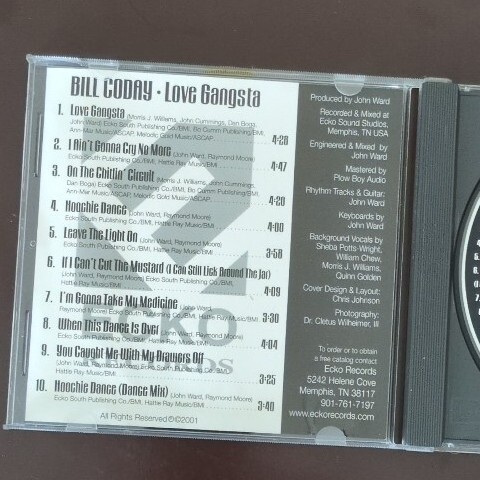 BILL CODAY · Love Gangsta
1. Love Gangsta (Morris J. Williams, John Cummings, Dan Bogg,
John Ward) Ecko South Publishing Co./BMI, Bo Cumm Publishing/BMI,
Ann-Mar Music/ASCAP, Melodic Gold Music/ASCAP. 4:28
2. I Ain't Gonna Cry No More (John Ward, Raymond Moore)
Ecko South Publishing Co./BMI, Hattie Ray Music/BMI 4:47
3. On The Chittlin' Circuit (Morris J. Williams, John Cummings,
Dan Boga) Ecko South Publishing Co./BMI, Bo Cumm Publishing/BMI,
Ann-Mar Music/ASCAP, Melody Gold Music/ASCAP. 4:20
4. Hoochie Dance (John Ward, Raymond Moore)
Ecko South Publishing Co./BMI, Hattie Ray Music/BMI 4:00
5. Leave The Light On (John Ward, Raymond Moore)
Ecko South Publishing Co./BMI, Hattie Ray Music/BMI 3:58
6. If I Can't Cut The Mustard (I Can Still Lick Around The Jar)
(John Ward, Raymond Moore) Ecko South Publishing Co./BMI,
Hattie Ray Music/BMI 4:09
7. I'm Gonna Take My Medicine (John Ward,
Raymond Moore) Ecko South Publishing Co./BMI, Hattie Ray Music/BMI 3:30
8. When This Dance Is Over (John Ward, Raymond Moore)
Ecko South Publishing Co./BMI, Hattie Ray Music/BMI 4:04
9. You Caught Me With My Drawers Off
(John Ward, Raymond Moore) Ecko South Publishing Co./BMI,
Hattie Ray Music/BMI 3:25
10. Hoochie Dance (Dance Mix) (John Ward, Raymond Moore)
Ecko South Publishing Co./BMI, Hattie Ray Music/BMI 3:40
All Rights Reserved ℗©2001
Produced by John Ward
Recorded & Mixed at
Ecko Sound Studios,
Memphis, TN USA
Engineered & Mixed by
John Ward
Mastered by
Plow Boy Audio
Rhythm Tracks & Guitar:
John Ward
Keyboards by
John Ward
Background Vocals by
Sheba Potts-Wright,
William Chew,
Morris J. Williams,
Quinn Golden
Cover Design & Layout:
Chris Johnson
Photography:
Dr. Cletus Wilheimer, III
To order or to obtain
a free catalog contact
Ecko Records
5242 Helene Cove
Memphis, TN 38117
901-761-7197
www.eckorecords.com